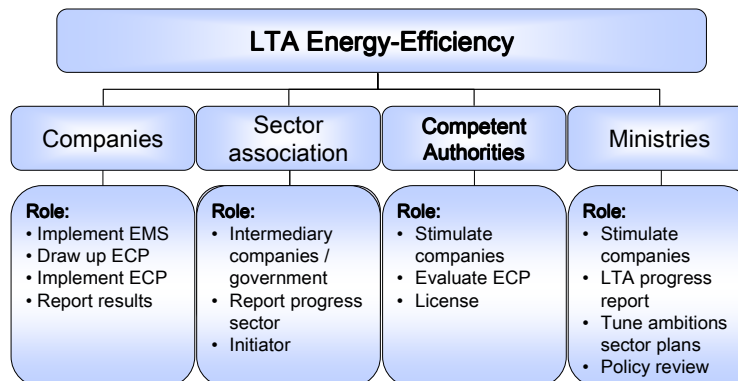 LTA Energy-Efficiency
Companies
Sector
association
Competent
Authorities
Ministries
Role:
• Implement EMS
• Draw up ECP
• Implement ECP
• Report results
Role:
• Intermediary
companies /
government
• Report progress
sector
• Initiator
Role:
• Stimulate
companies
• Evaluate ECP
• License
Role:
• Stimulate
companies
• LTA progress
report
• Tune ambitions
sector plans
• Policy review